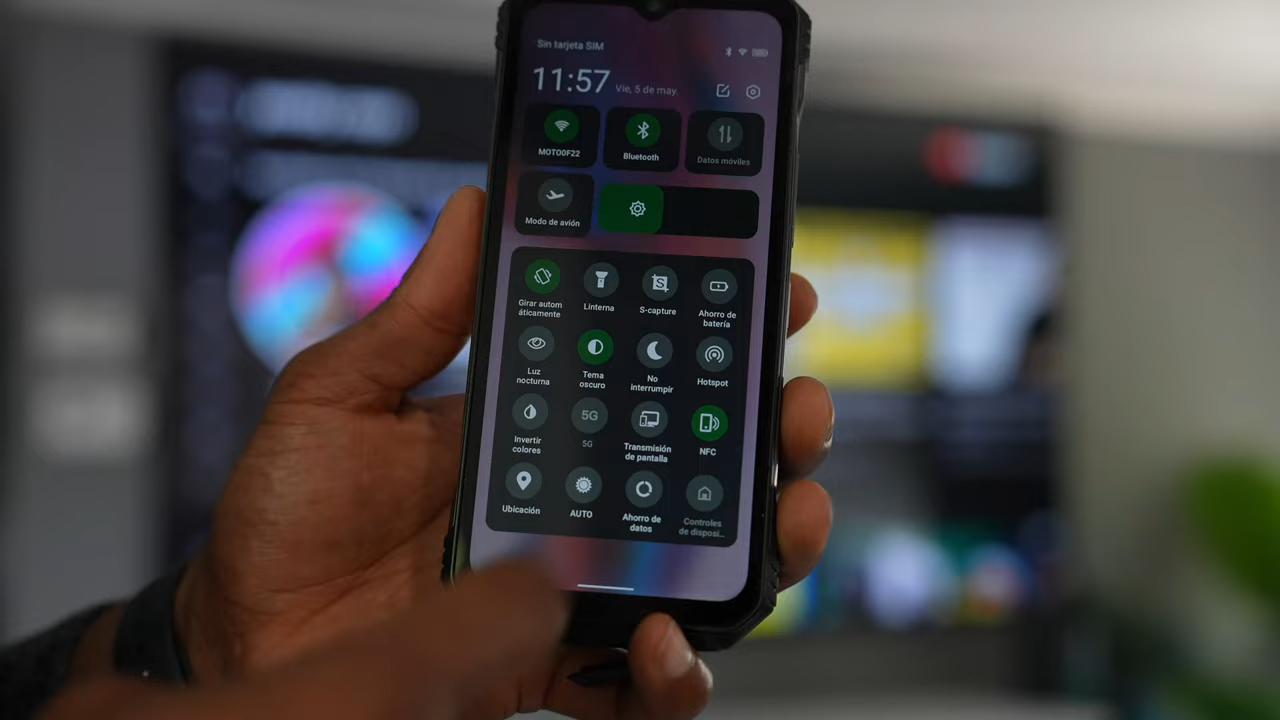 Sin tarjeta SIM
11:57 Vie, 5 de may.
MOTO0F22
Bluetooth
Datos móviles
Modo de avión
Girar autom
áticamente
Linterna
S-capture
Ahorro de
batería
Luz
nocturna
Tema
oscuro
No
interrumpir
Hotspot
Invertir
colores
5G
5G
Transmisión
de pantalla
NFC
Ubicación
AUTO
Ahorro de
datos
Controles
de disposi...